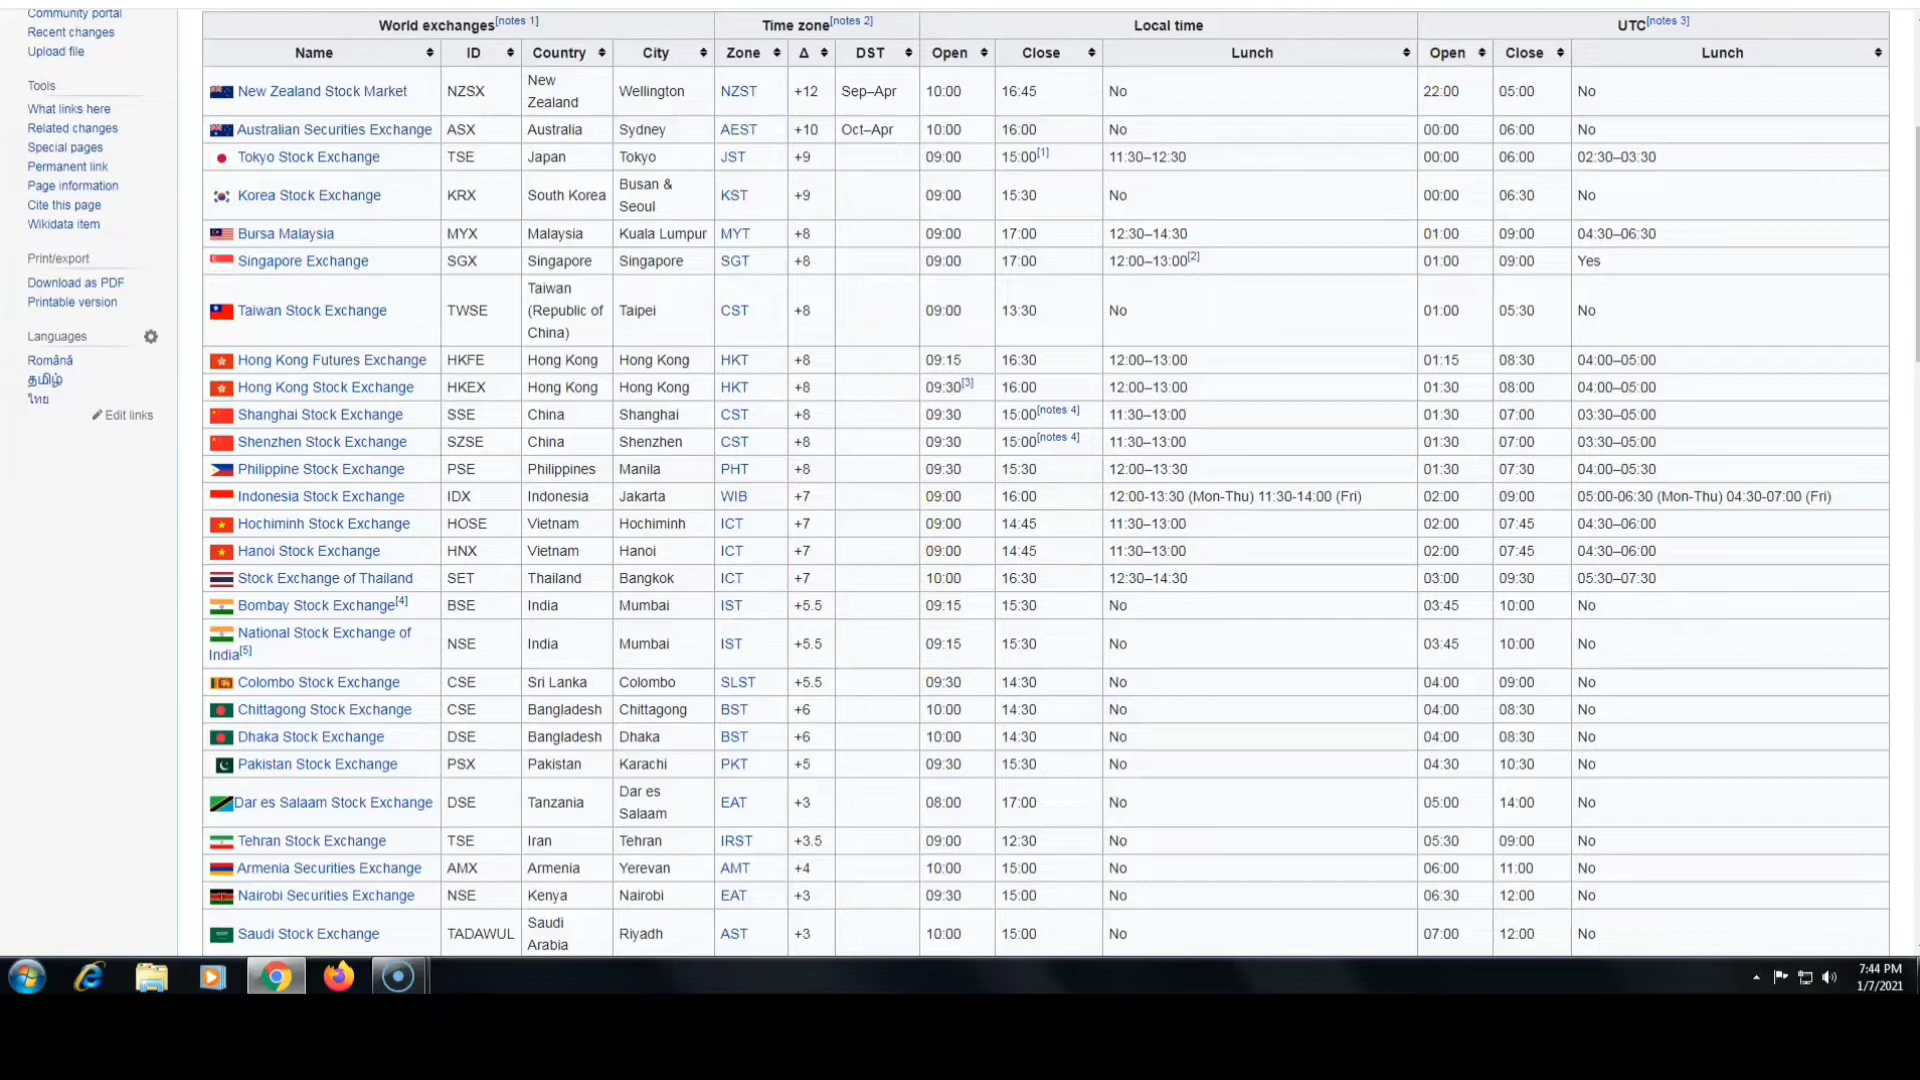 Community portal
Recent changes
Upload file
Tools
What links here
Related changes
Special pages
Permanent link
Page information
Cite this page
Wikidata item
Print/export
Download as PDF
Printable version
Languages
Română
தமிழ்
ไทย
Edit links
World exchanges[notes 1] Time zone[notes 2] Local time UTC[notes 3]
Name ID Country City Zone Δ DST Open Close Lunch Open Close Lunch
New Zealand Stock Market NZSX New Zealand Wellington NZST +12 Sep–Apr 10:00 16:45 No 22:00 05:00 No
Australian Securities Exchange ASX Australia Sydney AEST +10 Oct–Apr 10:00 16:00 No 00:00 06:00 No
Tokyo Stock Exchange TSE Japan Tokyo JST +9 09:00 15:00[1] 11:30–12:30 00:00 06:00 02:30–03:30
Korea Stock Exchange KRX South Korea Busan & Seoul KST +9 09:00 15:30 No 00:00 06:30 No
Bursa Malaysia MYX Malaysia Kuala Lumpur MYT +8 09:00 17:00 12:30–14:30 01:00 09:00 04:30–06:30
Singapore Exchange SGX Singapore Singapore SGT +8 09:00 17:00 12:00–13:00[2] 01:00 09:00 Yes
Taiwan Stock Exchange TWSE Taiwan (Republic of China) Taipei CST +8 09:00 13:30 No 01:00 05:30 No
Hong Kong Futures Exchange HKFE Hong Kong Hong Kong HKT +8 09:15 16:30 12:00–13:00 01:15 08:30 04:00–05:00
Hong Kong Stock Exchange HKEX Hong Kong Hong Kong HKT +8 09:30[3] 16:00 12:00–13:00 01:30 08:00 04:00–05:00
Shanghai Stock Exchange SSE China Shanghai CST +8 09:30 15:00[notes 4] 11:30–13:00 01:30 07:00 03:30–05:00
Shenzhen Stock Exchange SZSE China Shenzhen CST +8 09:30 15:00[notes 4] 11:30–13:00 01:30 07:00 03:30–05:00
Philippine Stock Exchange PSE Philippines Manila PHT +8 09:30 15:30 12:00–13:30 01:30 07:30 04:00–05:30
Indonesia Stock Exchange IDX Indonesia Jakarta WIB +7 09:00 16:00 12:00-13:30 (Mon-Thu) 11:30-14:00 (Fri) 02:00 09:00 05:00-06:30 (Mon-Thu) 04:30-07:00 (Fri)
Hochiminh Stock Exchange HOSE Vietnam Hochiminh ICT +7 09:00 14:45 11:30–13:00 02:00 07:45 04:30–06:00
Hanoi Stock Exchange HNX Vietnam Hanoi ICT +7 09:00 14:45 11:30–13:00 02:00 07:45 04:30–06:00
Stock Exchange of Thailand SET Thailand Bangkok ICT +7 10:00 16:30 12:30–14:30 03:00 09:30 05:30–07:30
Bombay Stock Exchange[4] BSE India Mumbai IST +5.5 09:15 15:30 No 03:45 10:00 No
National Stock Exchange of India[5] NSE India Mumbai IST +5.5 09:15 15:30 No 03:45 10:00 No
Colombo Stock Exchange CSE Sri Lanka Colombo SLST +5.5 09:30 14:30 No 04:00 09:00 No
Chittagong Stock Exchange CSE Bangladesh Chittagong BST +6 10:00 14:30 No 04:00 08:30 No
Dhaka Stock Exchange DSE Bangladesh Dhaka BST +6 10:00 14:30 No 04:00 08:30 No
Pakistan Stock Exchange PSX Pakistan Karachi PKT +5 09:30 15:30 No 04:30 10:30 No
Dar es Salaam Stock Exchange DSE Tanzania Dar es Salaam EAT +3 08:00 17:00 No 05:00 14:00 No
Tehran Stock Exchange TSE Iran Tehran IRST +3.5 09:00 12:30 No 05:30 09:00 No
Armenia Securities Exchange AMX Armenia Yerevan AMT +4 10:00 15:00 No 06:00 11:00 No
Nairobi Securities Exchange NSE Kenya Nairobi EAT +3 09:30 15:00 No 06:30 12:00 No
Saudi Stock Exchange TADAWUL Saudi Arabia Riyadh AST +3 10:00 15:00 No 07:00 12:00 No
7:44 PM
1/7/2021